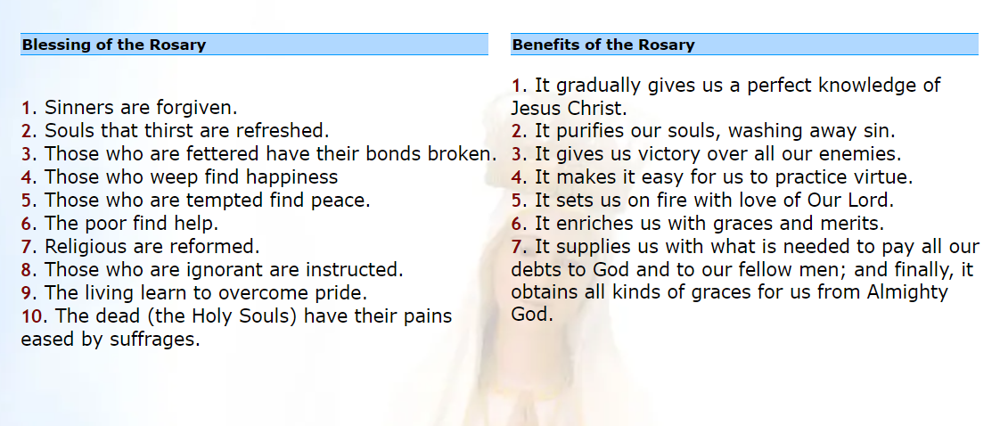 Blessing of the Rosary
1. Sinners are forgiven.
2. Souls that thirst are refreshed.
3. Those who are fettered have their bonds broken.
4. Those who weep find happiness
5. Those who are tempted find peace.
6. The poor find help.
7. Religious are reformed.
8. Those who are ignorant are instructed.
9. The living learn to overcome pride.
10. The dead (the Holy Souls) have their pains
eased by suffrages.
Benefits of the Rosary
1. It gradually gives us a perfect knowledge of
Jesus Christ.
2. It purifies our souls, washing away sin.
3. It gives us victory over all our enemies.
4. It makes it easy for us to practice virtue.
5. It sets us on fire with love of Our Lord.
6. It enriches us with graces and merits.
7. It supplies us with what is needed to pay all our
debts to God and to our fellow men; and finally, it
obtains all kinds of graces for us from Almighty
God.